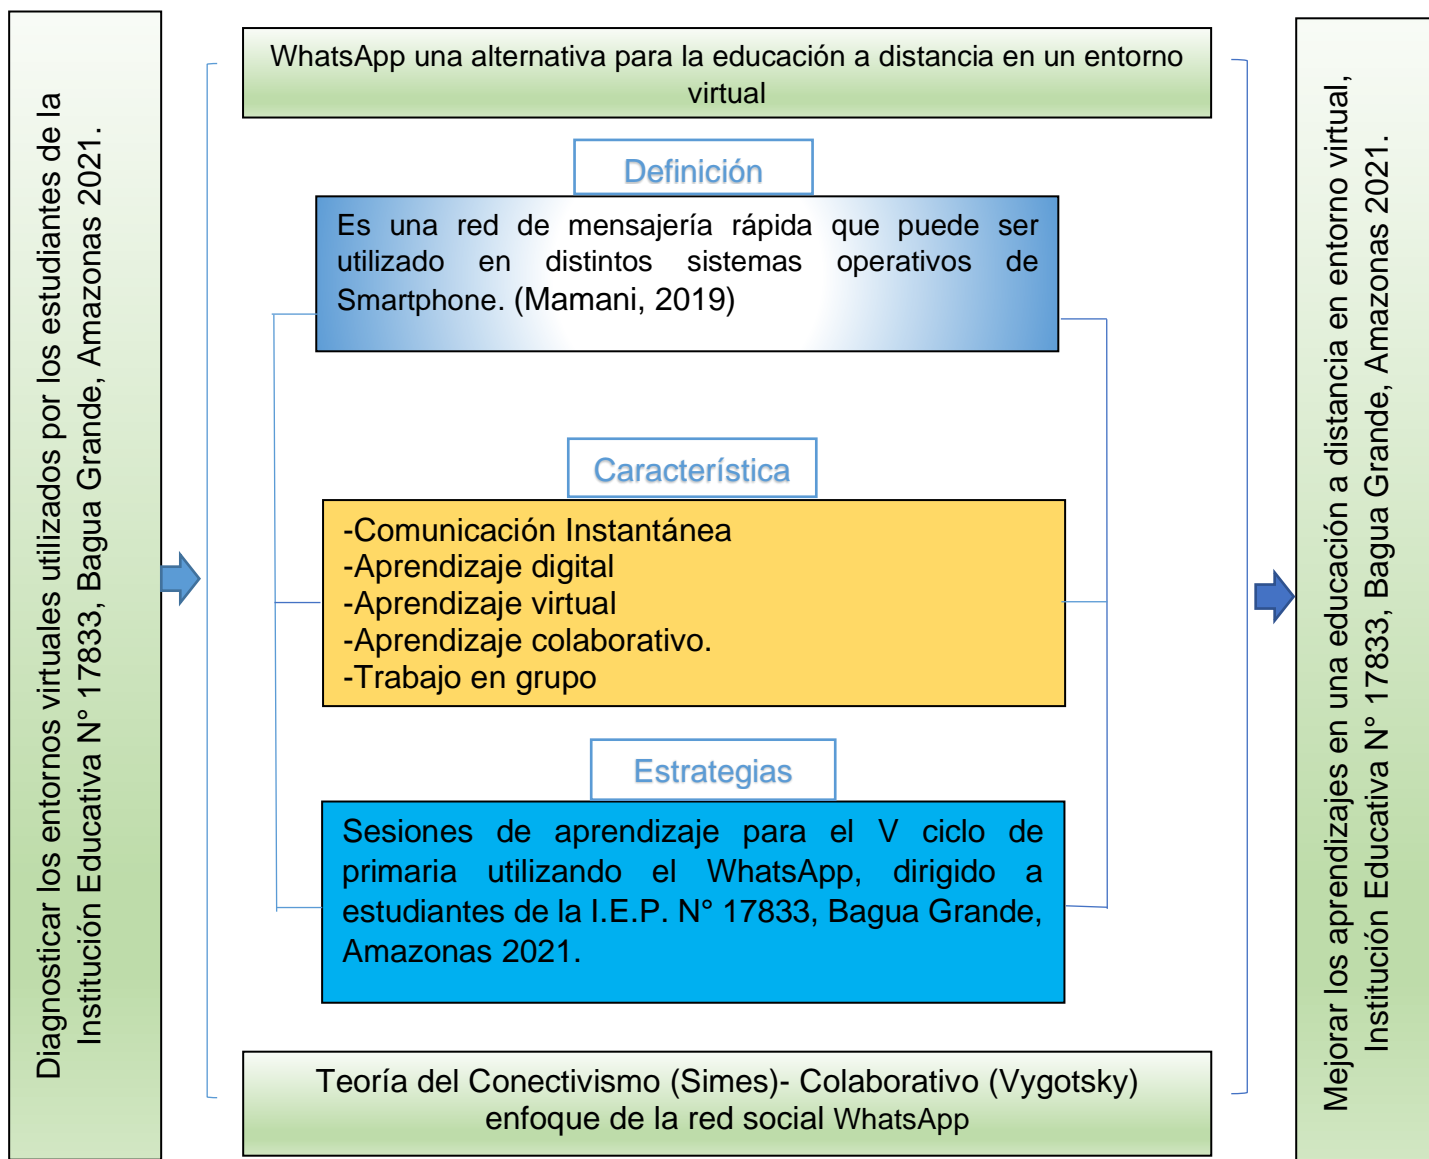 Diagnosticar los entornos virtuales utilizados por los estudiantes de la
Institución Educativa N° 17833, Bagua Grande, Amazonas 2021.
WhatsApp una alternativa para la educación a distancia en un entorno
virtual
Definición
Es una red de mensajería rápida que puede ser
utilizado en distintos sistemas operativos de
Smartphone. (Mamani, 2019)
Característica
-Comunicación Instantánea
-Aprendizaje digital
-Aprendizaje virtual
-Aprendizaje colaborativo.
-Trabajo en grupo
Estrategias
Sesiones de aprendizaje para el V ciclo de
primaria utilizando el WhatsApp, dirigido a
estudiantes de la I.E.P. N° 17833, Bagua Grande,
Amazonas 2021.
Teoría del Conectivismo (Simes)- Colaborativo (Vygotsky)
enfoque de la red social WhatsApp
Mejorar los aprendizajes en una educación a distancia en entorno virtual,
Institución Educativa N° 17833, Bagua Grande, Amazonas 2021.